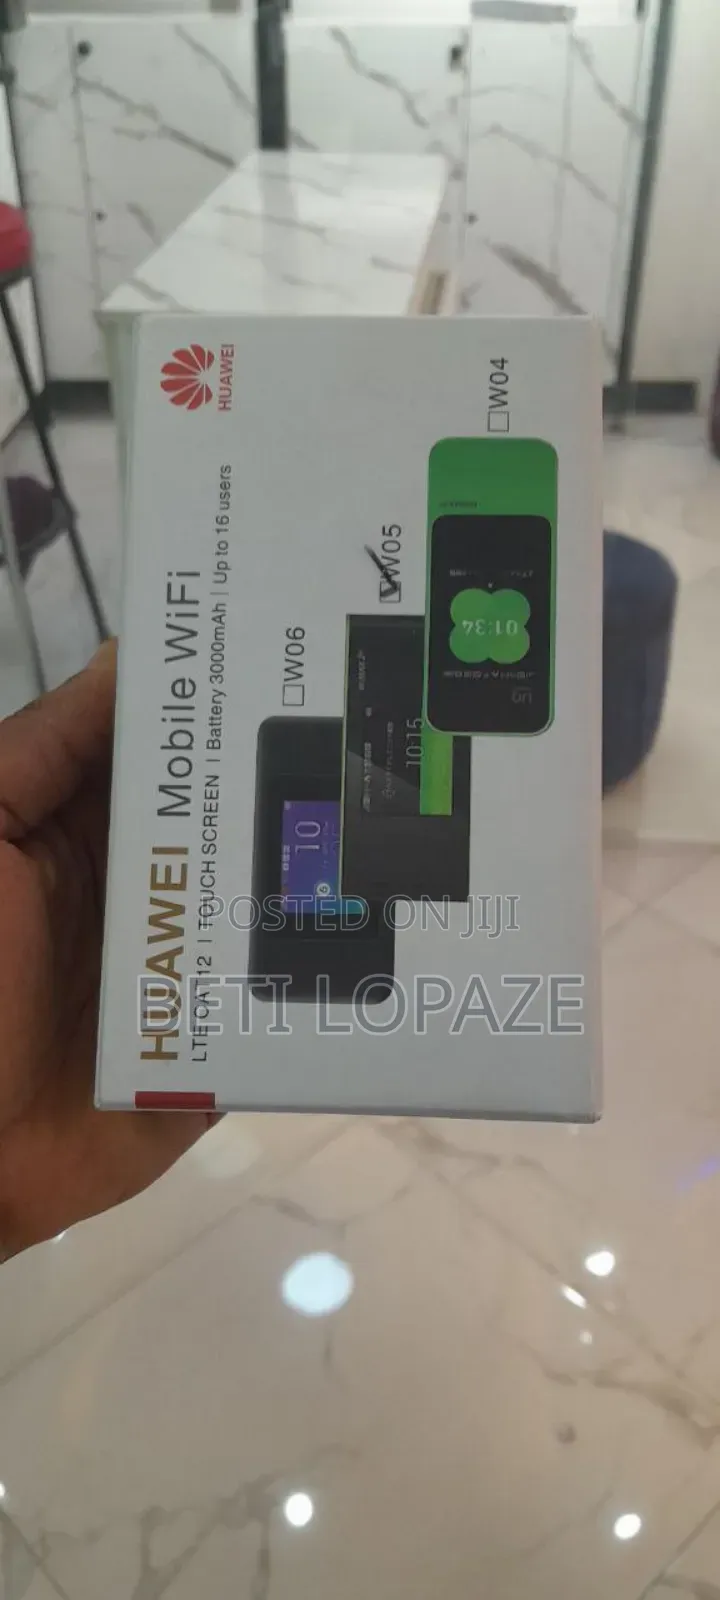 HUAWEI
HUAWEI Mobile WiFi
LTE CAT12 | TOUCH SCREEN | Battery 3000mAh | Up to 16 users
W06
W05
W04
10
10:15
01:34
POSTED ON JIJI
BETI LOPAZE